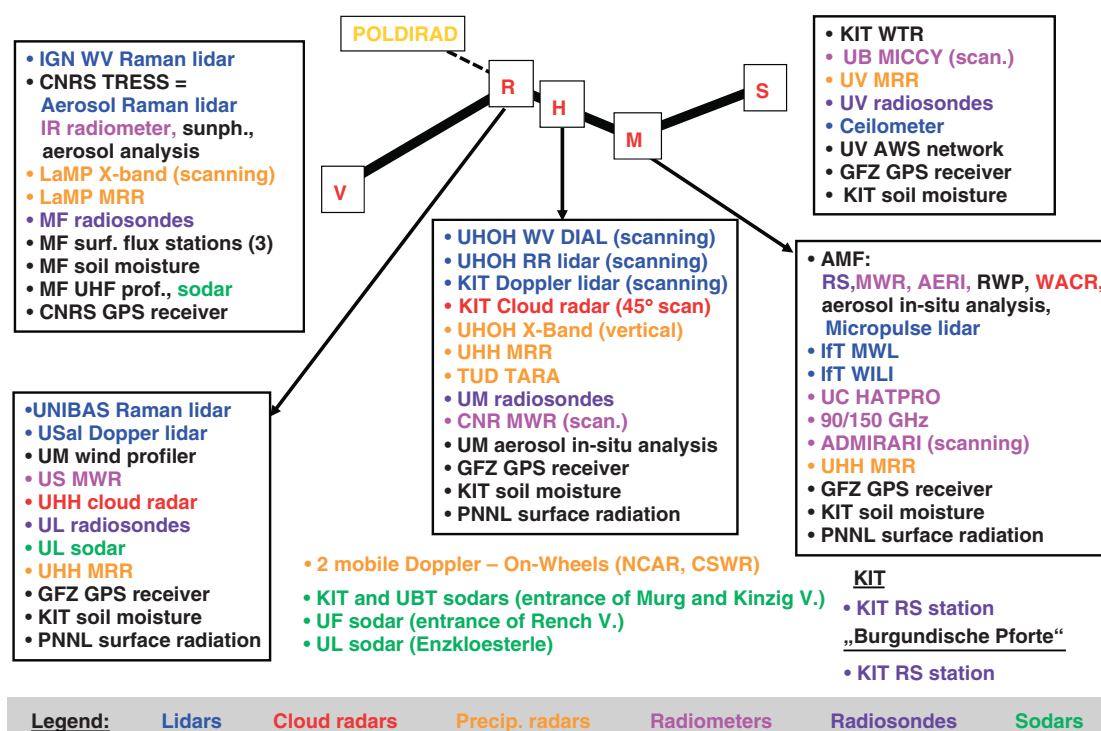 POLDIRAD
R
H
M
S
V
• IGN WV Raman lidar
• CNRS TRESS =
Aerosol Raman lidar
IR radiometer, sunph.,
aerosol analysis
• LaMP X-band (scanning)
• LaMP MRR
• MF radiosondes
• MF surf. flux stations (3)
• MF soil moisture
• MF UHF prof., sodar
• CNRS GPS receiver
• KIT WTR
• UB MICCY (scan.)
• UV MRR
• UV radiosondes
• Ceilometer
• UV AWS network
• GFZ GPS receiver
• KIT soil moisture
• UHOH WV DIAL (scanning)
• UHOH RR lidar (scanning)
• KIT Doppler lidar (scanning)
• KIT Cloud radar (45° scan)
• UHOH X-Band (vertical)
• UHH MRR
• TUD TARA
• UM radiosondes
• CNR MWR (scan.)
• UM aerosol in-situ analysis
• GFZ GPS receiver
• KIT soil moisture
• PNNL surface radiation
• AMF:
RS,MWR, AERI, RWP, WACR,
aerosol in-situ analysis,
Micropulse lidar
• IfT MWL
• IfT WILI
• UC HATPRO
• 90/150 GHz
• ADMIRARI (scanning)
• UHH MRR
• GFZ GPS receiver
• KIT soil moisture
• PNNL surface radiation
•UNIBAS Raman lidar
• USal Dopper lidar
• UM wind profiler
• US MWR
• UHH cloud radar
• UL radiosondes
• UL sodar
• UHH MRR
• GFZ GPS receiver
• KIT soil moisture
• PNNL surface radiation
• 2 mobile Doppler – On-Wheels (NCAR, CSWR)
• KIT and UBT sodars (entrance of Murg and Kinzig V.)
• UF sodar (entrance of Rench V.)
• UL sodar (Enzkloesterle)
KIT
• KIT RS station
„Burgundische Pforte“
• KIT RS station
Legend: Lidars Cloud radars Precip. radars Radiometers Radiosondes Sodars